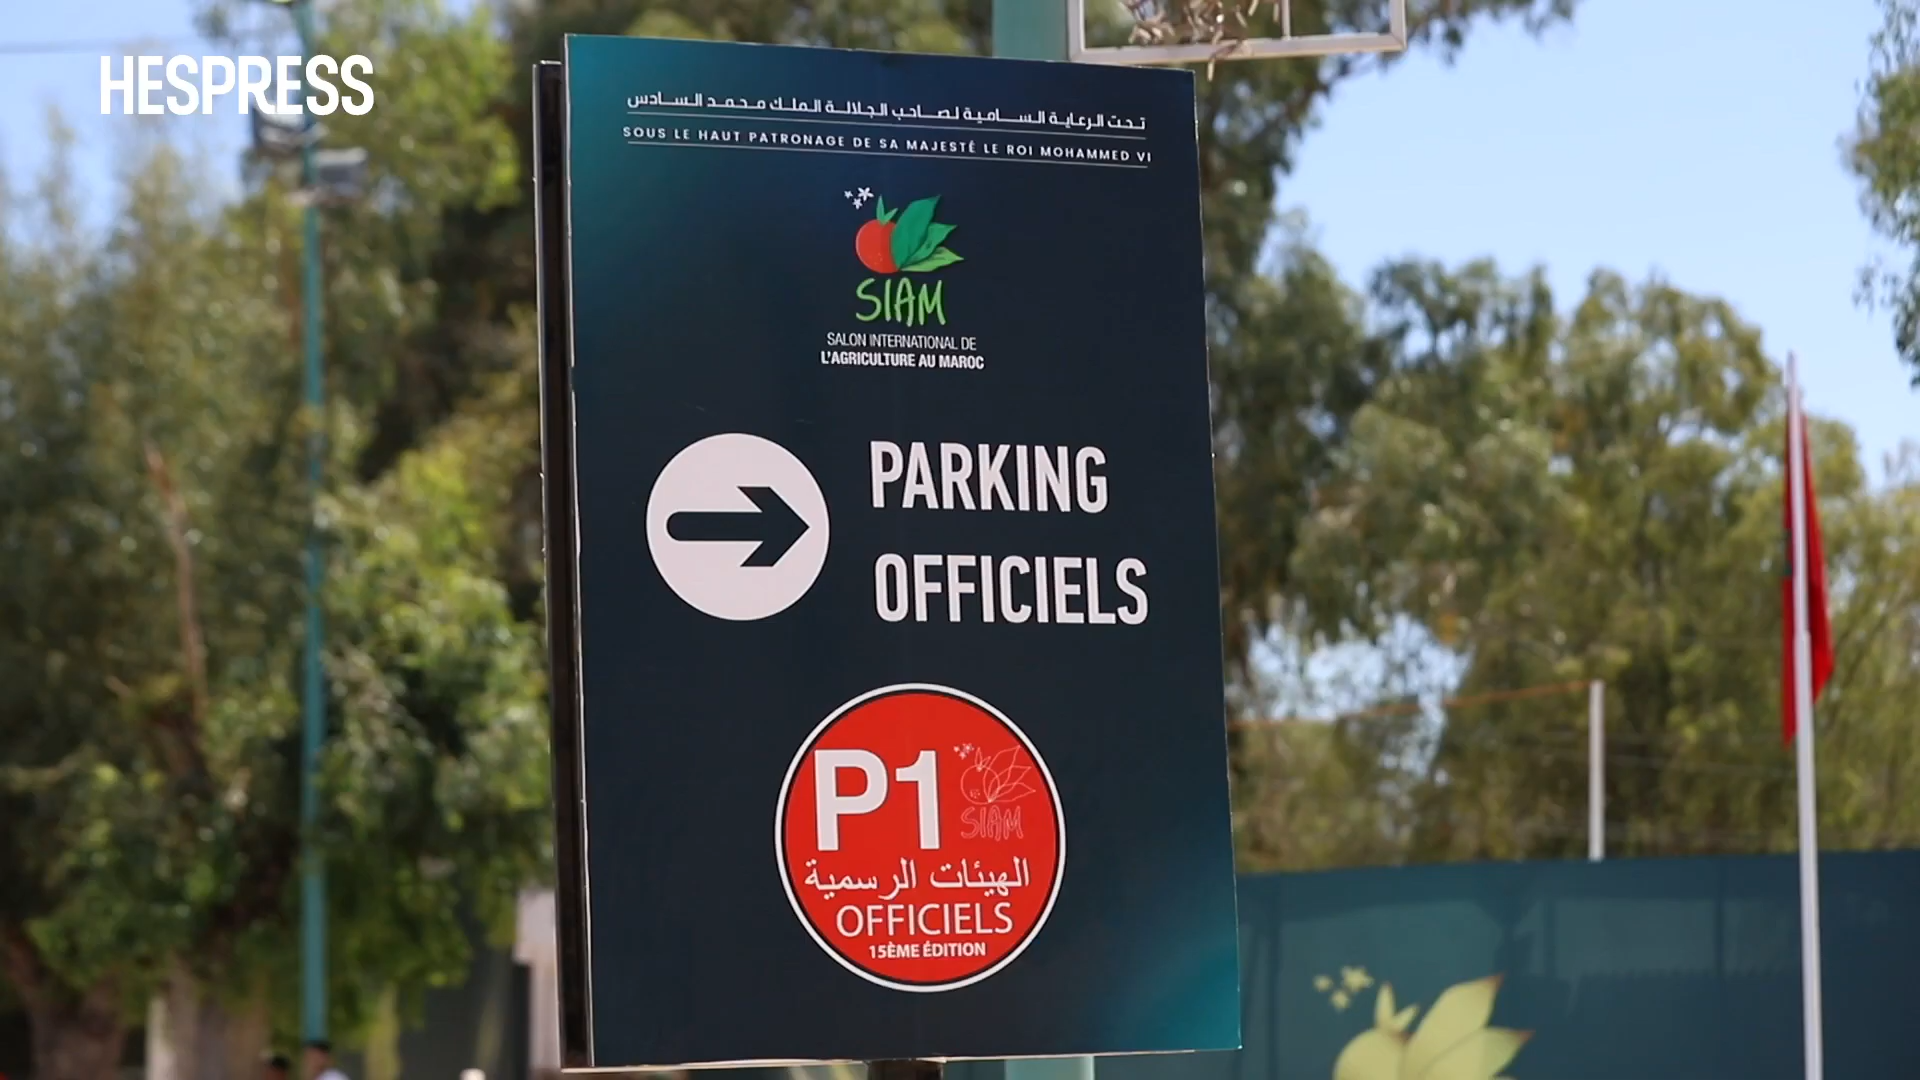 HESPRESS
تحت الرعاية السامية لصاحب الجلالة الملك محمد السادس
SOUS LE HAUT PATRONAGE DE SA MAJESTÉ LE ROI MOHAMMED VI
SIAM
SALON INTERNATIONAL DE
L'AGRICULTURE AU MAROC
PARKING
OFFICIELS
P1
SIAM
الهيئات الرسمية
OFFICIELS
15ÈME ÉDITION